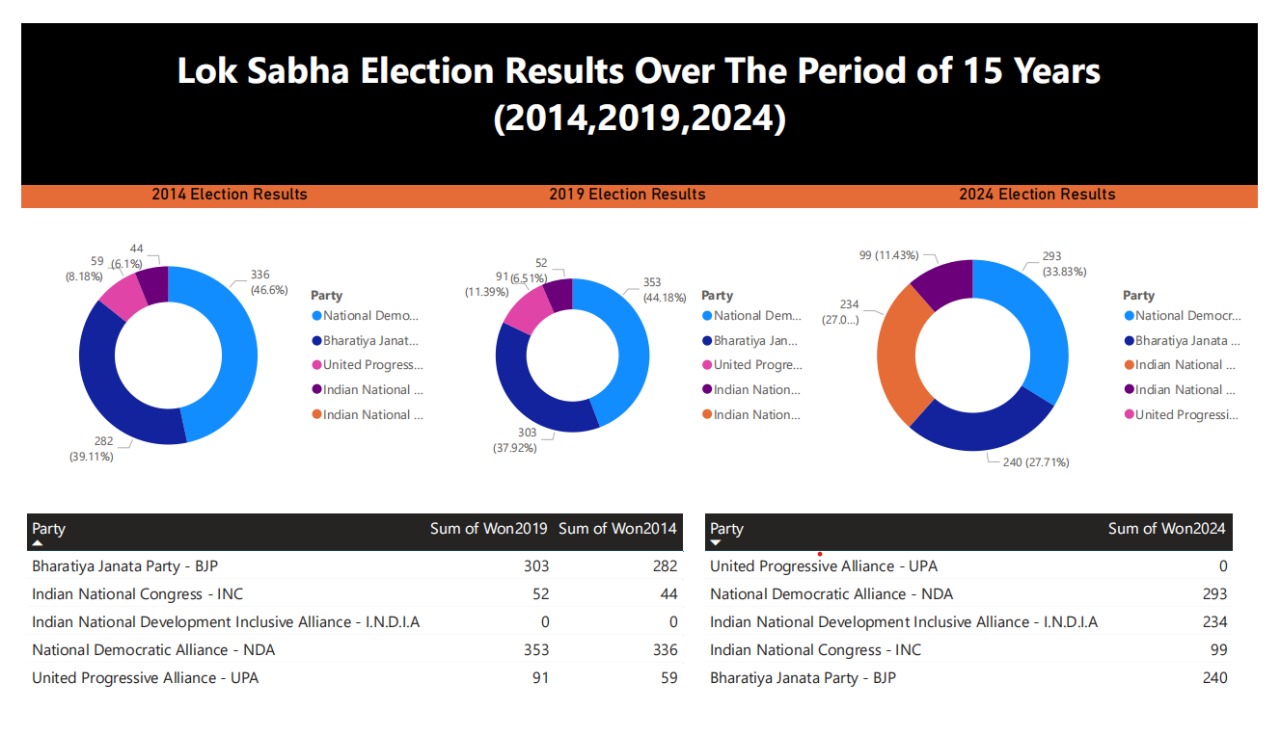 Lok Sabha Election Results Over The Period of 15 Years
(2014,2019,2024)
2014 Election Results
2019 Election Results
2024 Election Results
44
(6.1%)
59
(8.18%)
336
(46.6%)
282
(39.11%)
Party
National Demo...
Bharatiya Janat...
United Progress...
Indian National ...
Indian National ...
52
(6.51%)
91
(11.39%)
353
(44.18%)
303
(37.92%)
Party
National Dem...
Bharatiya Jan...
United Progre...
Indian Nation...
Indian Nation...
99 (11.43%)
293
(33.83%)
234
(27.0...)
240 (27.71%)
Party
National Democr...
Bharatiya Janata ...
Indian National ...
Indian National ...
United Progressi...
Party Sum of Won2019 Sum of Won2014
Bharatiya Janata Party - BJP 303 282
Indian National Congress - INC 52 44
Indian National Development Inclusive Alliance - I.N.D.I.A 0 0
National Democratic Alliance - NDA 353 336
United Progressive Alliance - UPA 91 59
Party Sum of Won2024
United Progressive Alliance - UPA 0
National Democratic Alliance - NDA 293
Indian National Development Inclusive Alliance - I.N.D.I.A 234
Indian National Congress - INC 99
Bharatiya Janata Party - BJP 240